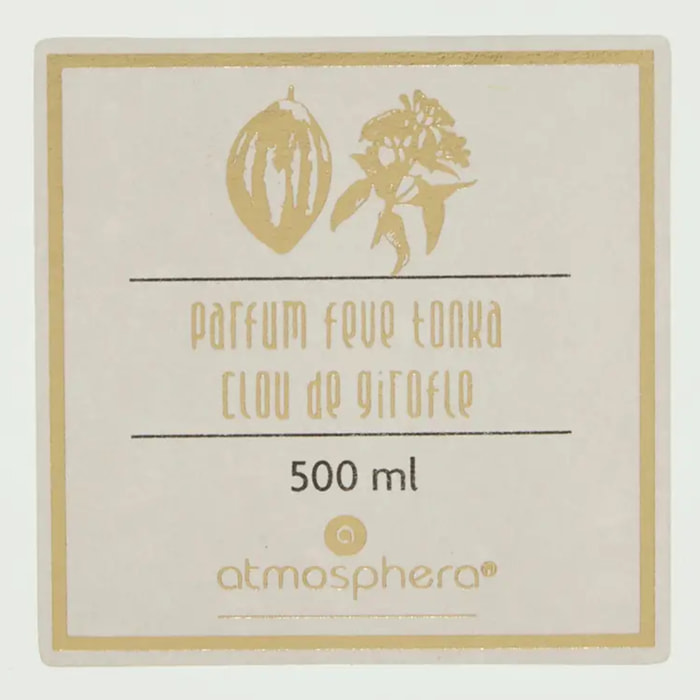 parfum feve tonka
clou de girofle
500 ml
a
atmosphera®